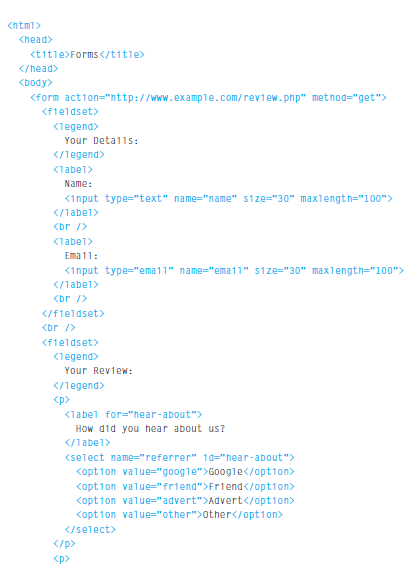 <html>
<head>
<title>Forms</title>
</head>
<body>
<form action="http://www.example.com/review.php" method="get">
<fieldset>
<legend>
Your Details:
</legend>
<label>
Name:
<input type="text" name="name" size="30" maxlength="100">
</label>
<br />
<label>
Email:
<input type="email" name="email" size="30" maxlength="100">
</label>
<br />
</fieldset>
<br />
<fieldset>
<legend>
Your Review:
</legend>
<p>
<label for="hear-about">
How did you hear about us?
</label>
<select name="referrer" id="hear-about">
<option value="google">Google</option>
<option value="friend">Friend</option>
<option value="advert">Advert</option>
<option value="other">Other</option>
</select>
</p>
<p>